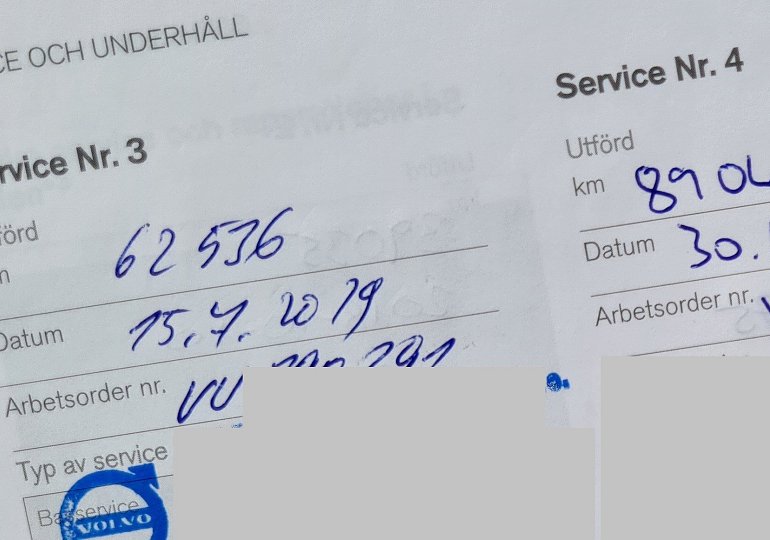 CE OCH UNDERHÅLL
rvice Nr. 3
förd
62 536
Datum 15.7.2019
Arbetsorder nr. VU
Typ av service
Basservice
VOLVO
Service Nr. 4
Utförd
km 89 04
Datum 30.
Arbetsorder nr.